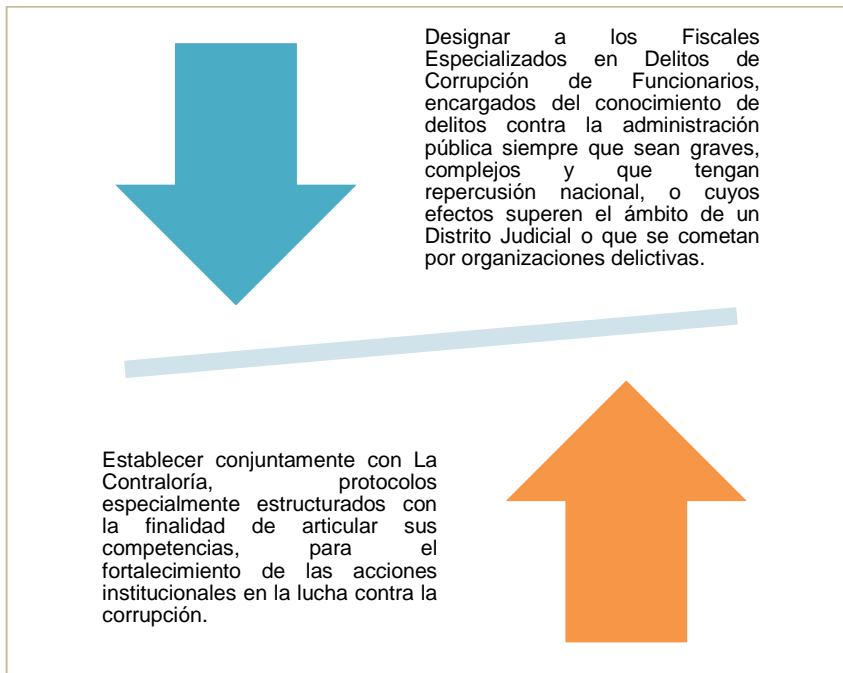 Designar a los Fiscales
Especializados en Delitos de
Corrupción de Funcionarios,
encargados del conocimiento de
delitos contra la administración
pública siempre que sean graves,
complejos y que tengan
repercusión nacional, o cuyos
efectos superen el ámbito de un
Distrito Judicial o que se cometan
por organizaciones delictivas.
Establecer conjuntamente con La
Contraloría, protocolos
especialmente estructurados con
la finalidad de articular sus
competencias, para el
fortalecimiento de las acciones
institucionales en la lucha contra la
corrupción.